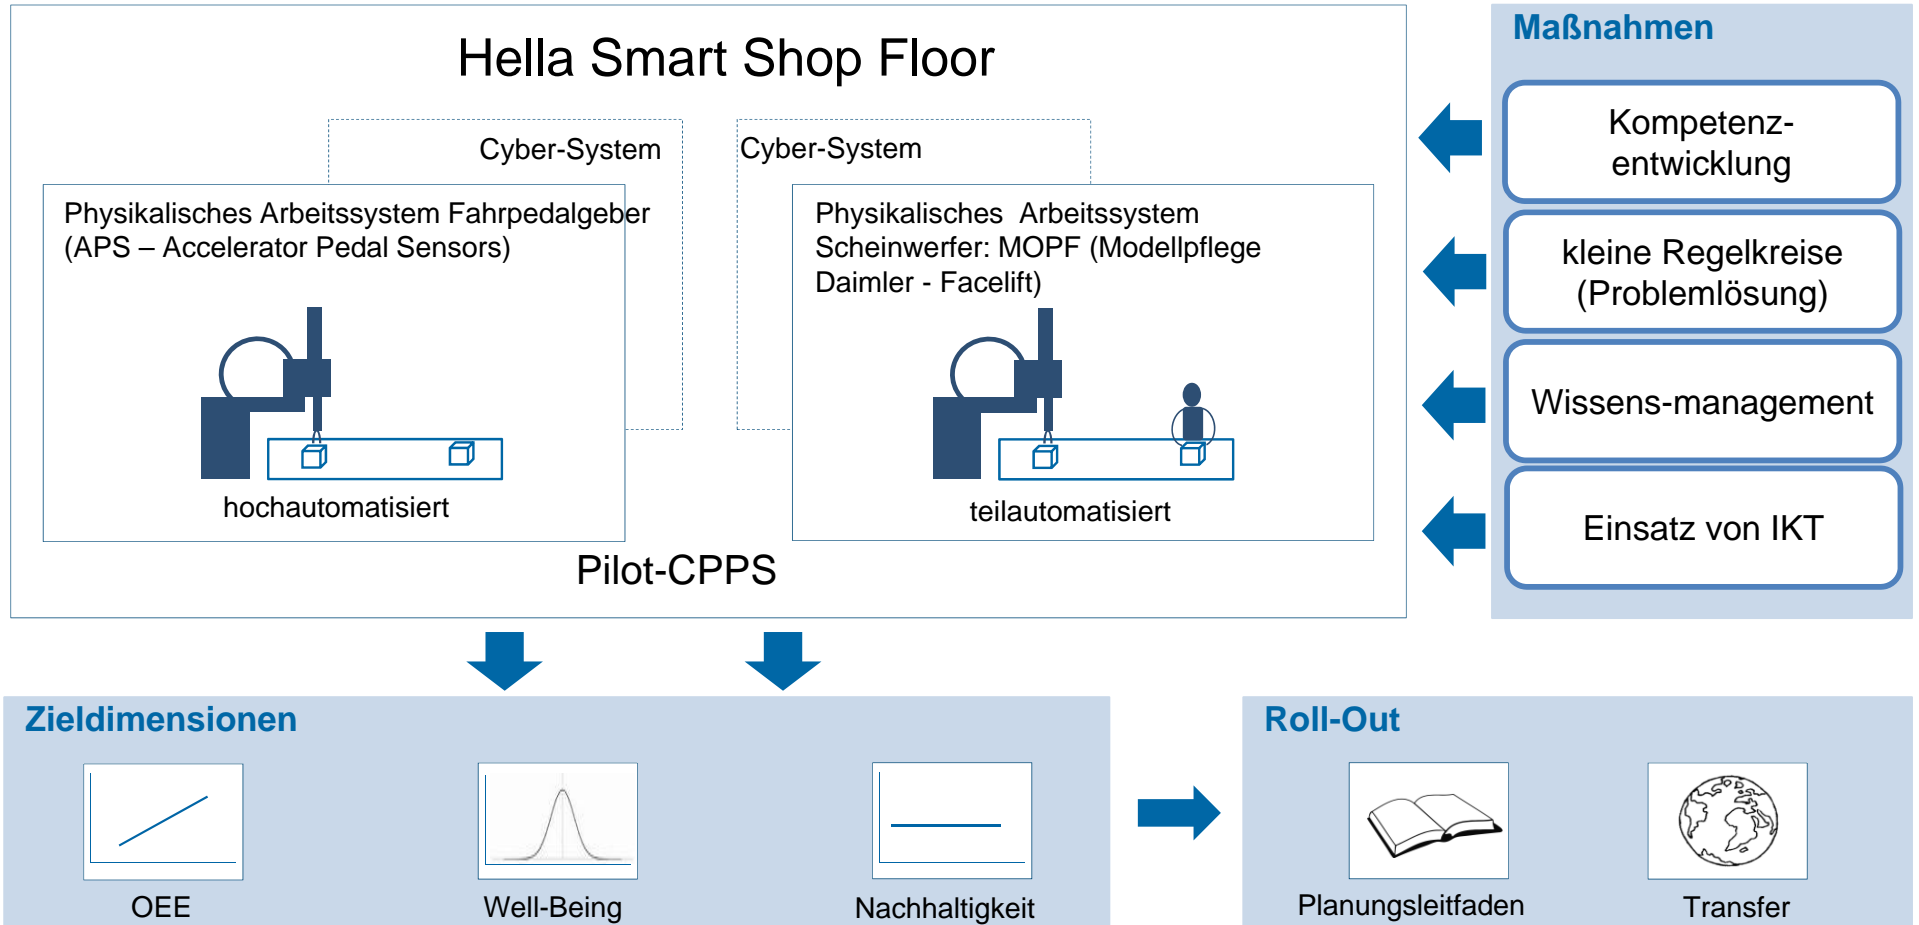 Hella Smart Shop Floor
Cyber-System
Cyber-System
Physikalisches Arbeitssystem Fahrpedalgeber
(APS – Accelerator Pedal Sensors)
hochautomatisiert
Physikalisches Arbeitssystem
Scheinwerfer: MOPF (Modellpflege
Daimler - Facelift)
teilautomatisiert
Pilot-CPPS
Maßnahmen
Kompetenz-
entwicklung
kleine Regelkreise
(Problemlösung)
Wissens-management
Einsatz von IKT
Zieldimensionen
OEE
Well-Being
Nachhaltigkeit
Roll-Out
Planungsleitfaden
Transfer